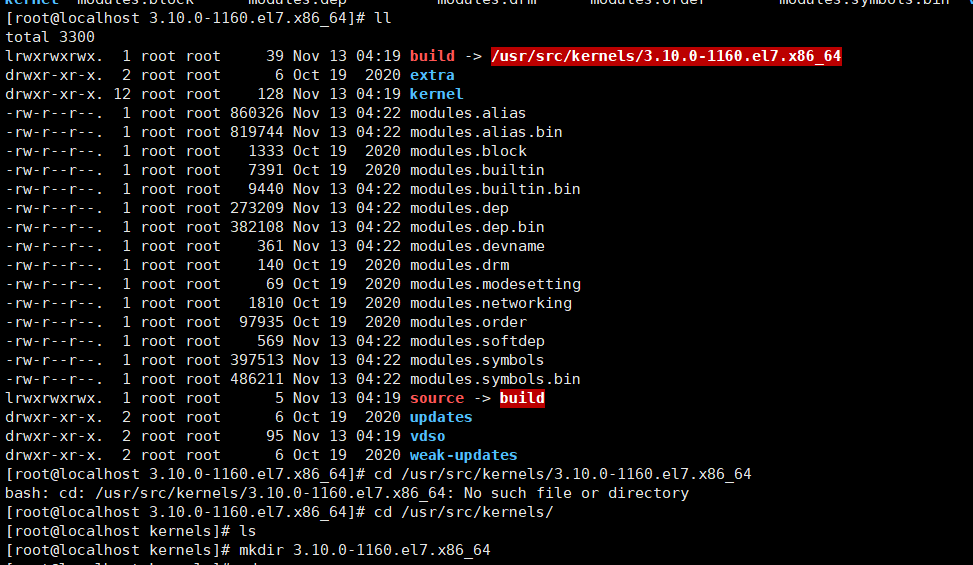 kernel modules.block modules.dep modules.drm modules.order modules.symbols.bin
[root@localhost 3.10.0-1160.el7.x86_64]# ll
total 3300
lrwxrwxrwx. 1 root root 39 Nov 13 04:19 build -> /usr/src/kernels/3.10.0-1160.el7.x86_64
drwxr-xr-x. 2 root root 6 Oct 19 2020 extra
drwxr-xr-x. 12 root root 128 Nov 13 04:19 kernel
-rw-r--r--. 1 root root 860326 Nov 13 04:22 modules.alias
-rw-r--r--. 1 root root 819744 Nov 13 04:22 modules.alias.bin
-rw-r--r--. 1 root root 1333 Oct 19 2020 modules.block
-rw-r--r--. 1 root root 7391 Oct 19 2020 modules.builtin
-rw-r--r--. 1 root root 9440 Nov 13 04:22 modules.builtin.bin
-rw-r--r--. 1 root root 273209 Nov 13 04:22 modules.dep
-rw-r--r--. 1 root root 382108 Nov 13 04:22 modules.dep.bin
-rw-r--r--. 1 root root 361 Nov 13 04:22 modules.devname
-rw-r--r--. 1 root root 140 Oct 19 2020 modules.drm
-rw-r--r--. 1 root root 69 Oct 19 2020 modules.modesetting
-rw-r--r--. 1 root root 1810 Oct 19 2020 modules.networking
-rw-r--r--. 1 root root 97935 Oct 19 2020 modules.order
-rw-r--r--. 1 root root 569 Nov 13 04:22 modules.softdep
-rw-r--r--. 1 root root 397513 Nov 13 04:22 modules.symbols
-rw-r--r--. 1 root root 486211 Nov 13 04:22 modules.symbols.bin
lrwxrwxrwx. 1 root root 5 Nov 13 04:19 source -> build
drwxr-xr-x. 2 root root 6 Oct 19 2020 updates
drwxr-xr-x. 2 root root 95 Nov 13 04:19 vdso
drwxr-xr-x. 2 root root 6 Oct 19 2020 weak-updates
[root@localhost 3.10.0-1160.el7.x86_64]# cd /usr/src/kernels/3.10.0-1160.el7.x86_64
bash: cd: /usr/src/kernels/3.10.0-1160.el7.x86_64: No such file or directory
[root@localhost 3.10.0-1160.el7.x86_64]# cd /usr/src/kernels/
[root@localhost kernels]# ls
[root@localhost kernels]# mkdir 3.10.0-1160.el7.x86_64